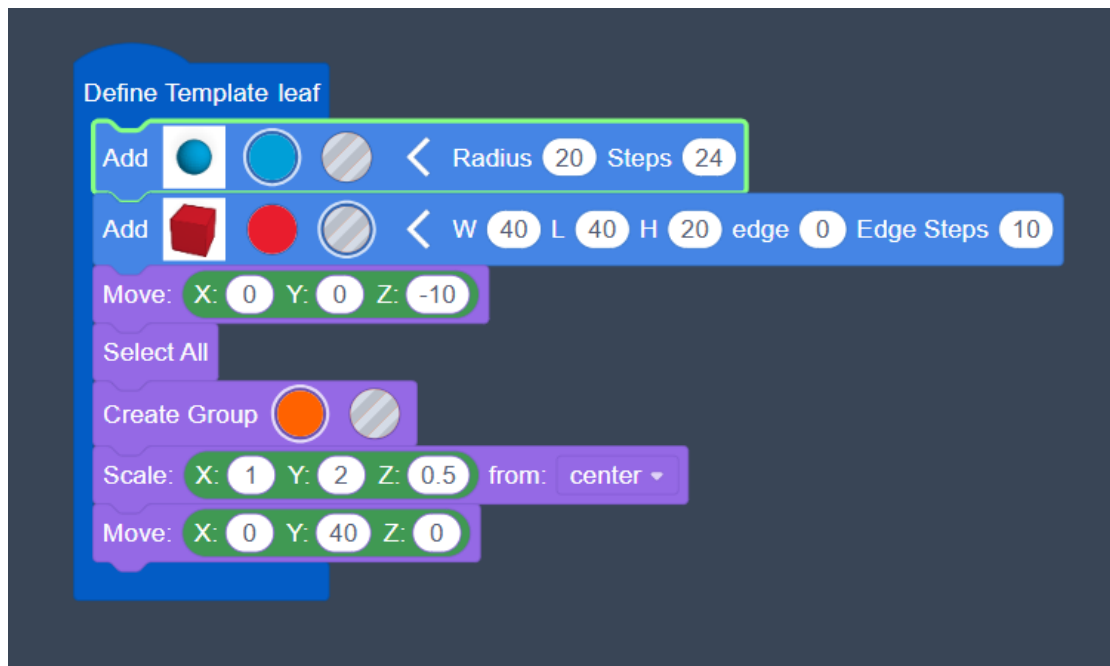 Define Template leaf
Add Radius 20 Steps 24
Add W 40 L 40 H 20 edge 0 Edge Steps 10
Move: X: 0 Y: 0 Z: -10
Select All
Create Group
Scale: X: 1 Y: 2 Z: 0.5 from: center
Move: X: 0 Y: 40 Z: 0